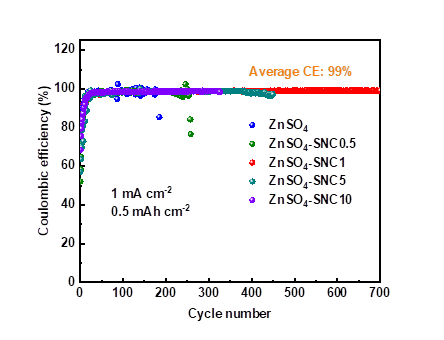 120
100
80
60
40
20
0
Coulombic efficiency (%)
Average CE: 99%
ZnSO₄
ZnSO₄-SNC0.5
ZnSO₄-SNC1
ZnSO₄-SNC5
ZnSO₄-SNC10
1 mA cm⁻²
0.5 mAh cm⁻²
0 100 200 300 400 500 600 700
Cycle number